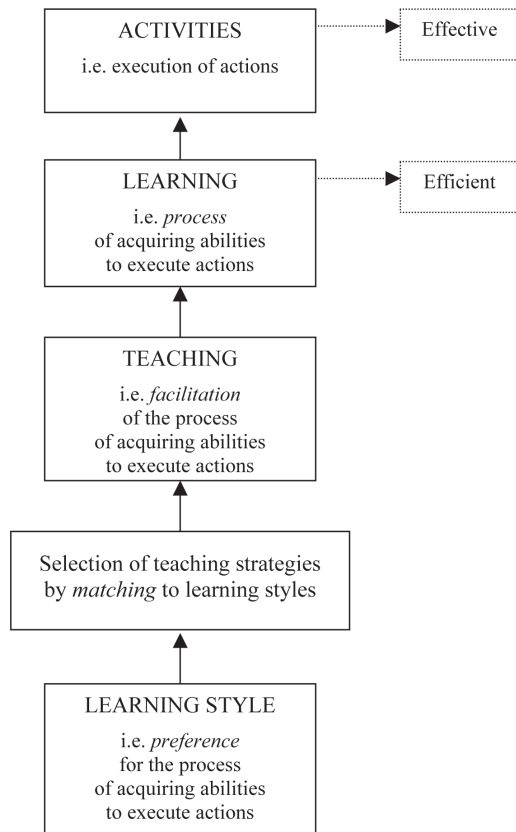 ACTIVITIES
i.e. execution of actions
Effective
LEARNING
i.e. process
of acquiring abilities
to execute actions
Efficient
TEACHING
i.e. facilitation
of the process
of acquiring abilities
to execute actions
Selection of teaching strategies
by matching to learning styles
LEARNING STYLE
i.e. preference
for the process
of acquiring abilities
to execute actions